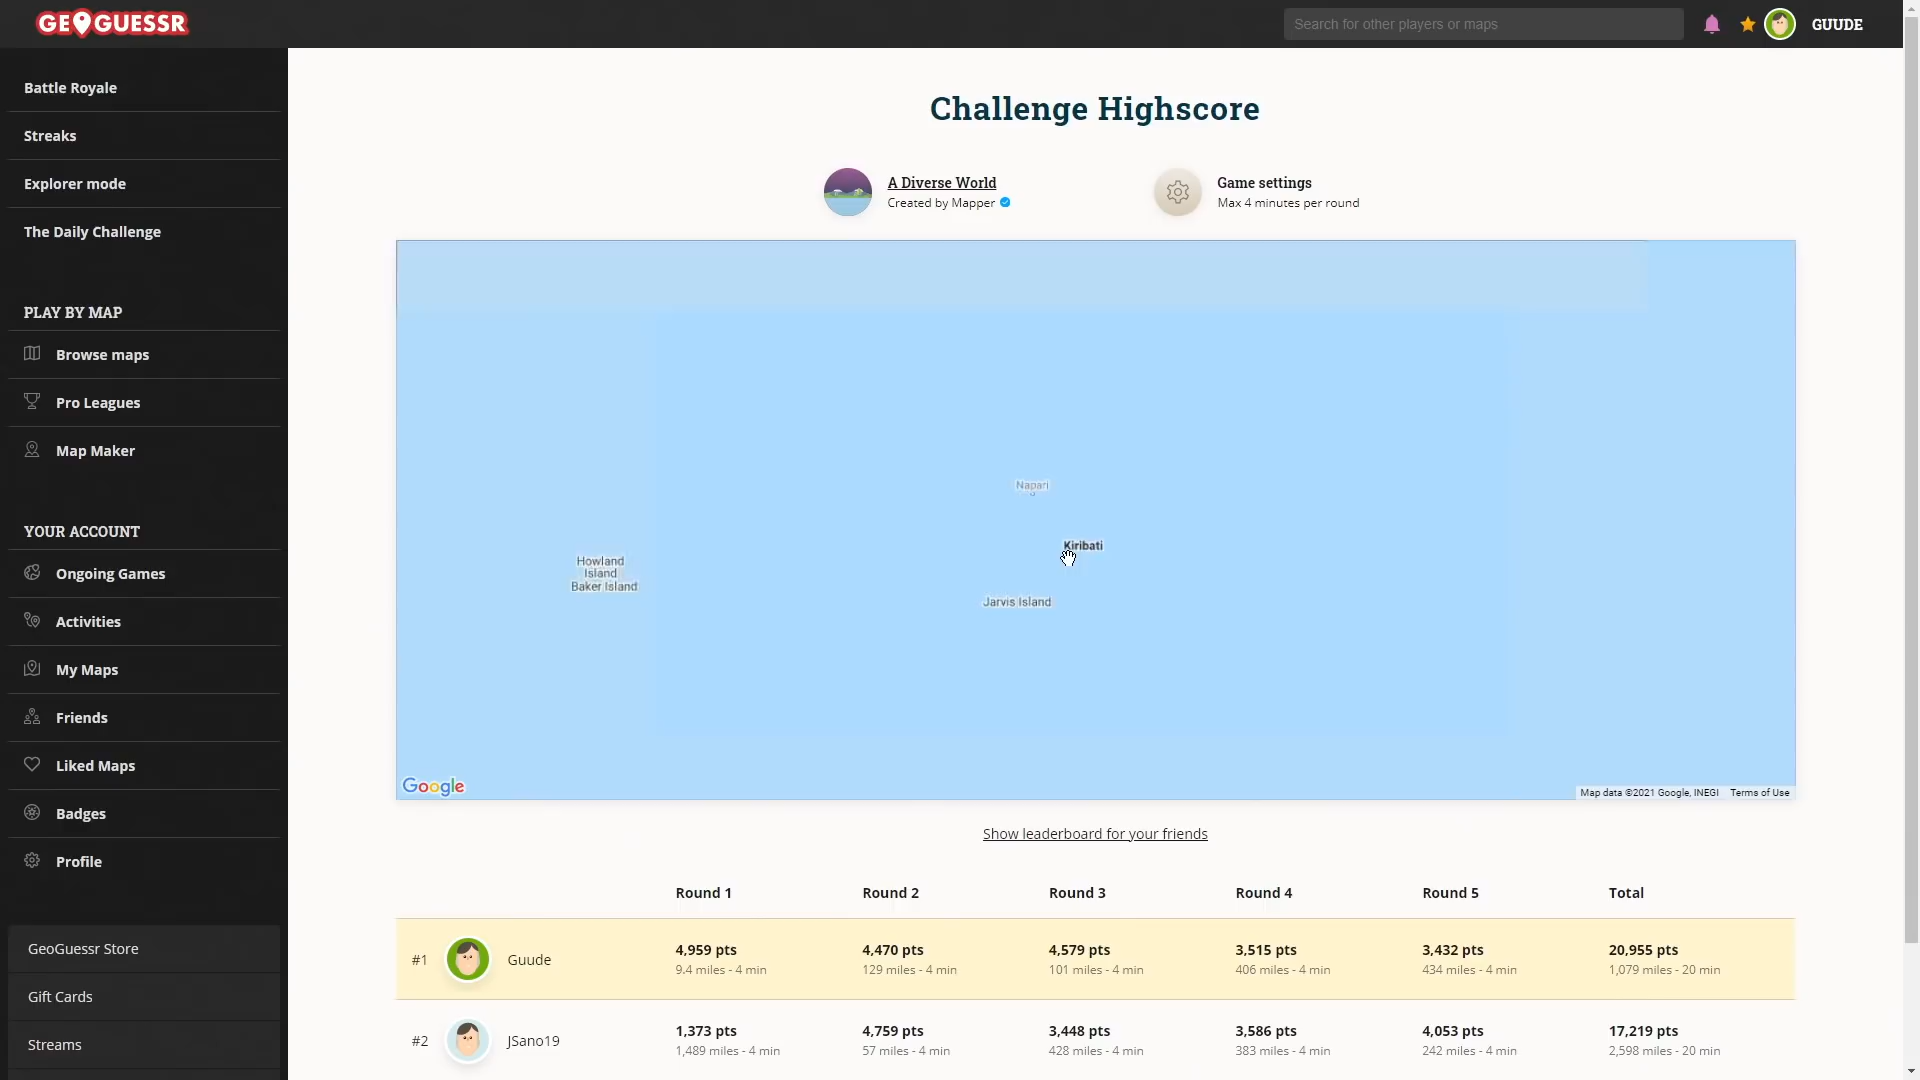 GEOGUESSR
Search for other players or maps
GUUDE
Battle Royale
Streaks
Explorer mode
The Daily Challenge
PLAY BY MAP
Browse maps
Pro Leagues
Map Maker
YOUR ACCOUNT
Ongoing Games
Activities
My Maps
Friends
Liked Maps
Badges
Profile
GeoGuessr Store
Gift Cards
Streams
Challenge Highscore
A Diverse World
Created by Mapper
Game settings
Max 4 minutes per round
Napari
Kiribati
Howland
Island
Baker Island
Jarvis Island
Google
Map data ©2021 Google, INEGI Terms of Use
Show leaderboard for your friends
Round 1 Round 2 Round 3 Round 4 Round 5 Total
#1 Guude 4,959 pts 4,470 pts 4,579 pts 3,515 pts 3,432 pts 20,955 pts
9.4 miles - 4 min 129 miles - 4 min 101 miles - 4 min 406 miles - 4 min 434 miles - 4 min 1,079 miles - 20 min
#2 JSano19 1,373 pts 4,759 pts 3,448 pts 3,586 pts 4,053 pts 17,219 pts
1,489 miles - 4 min 57 miles - 4 min 428 miles - 4 min 383 miles - 4 min 242 miles - 4 min 2,598 miles - 20 min